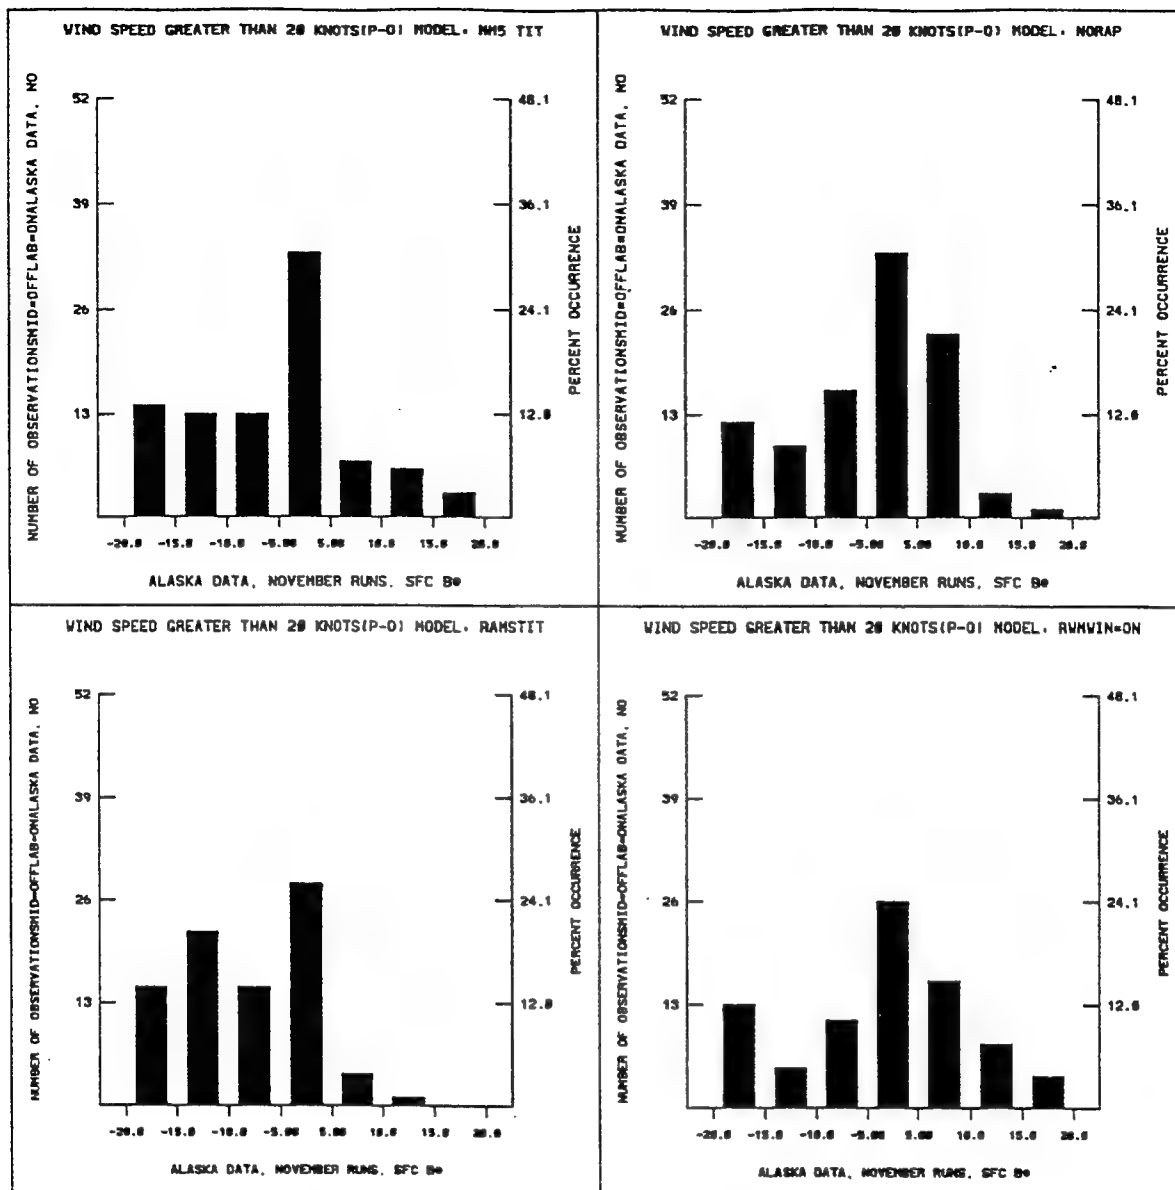 WIND SPEED GREATER THAN 20 KNOTS(P-O) MODEL. MM5 TIT
NUMBER OF OBSERVATIONSMID=OFFLAB=ONALASKA DATA, NO
52
39
26
13
48.1
36.1
24.1
12.0
PERCENT OCCURRENCE
-20.0 -15.0 -10.0 -5.00 5.00 10.0 15.0 20.0
ALASKA DATA, NOVEMBER RUNS. SFC B
WIND SPEED GREATER THAN 20 KNOTS(P-O) MODEL. NORAP
NUMBER OF OBSERVATIONSMID=OFFLAB=ONALASKA DATA, NO
52
39
26
13
48.1
36.1
24.1
12.0
PERCENT OCCURRENCE
-20.0 -15.0 -10.0 -5.00 5.00 10.0 15.0 20.0
ALASKA DATA, NOVEMBER RUNS. SFC B
WIND SPEED GREATER THAN 20 KNOTS(P-O) MODEL. RAMSTIT
NUMBER OF OBSERVATIONSMID=OFFLAB=ONALASKA DATA, NO
52
39
26
13
48.1
36.1
24.1
12.0
PERCENT OCCURRENCE
-20.0 -15.0 -10.0 -5.00 5.00 10.0 15.0 20.0
ALASKA DATA, NOVEMBER RUNS. SFC B
WIND SPEED GREATER THAN 20 KNOTS(P-O) MODEL. RWMWIN=ON
NUMBER OF OBSERVATIONSMID=OFFLAB=ONALASKA DATA, NO
52
39
26
13
48.1
36.1
24.1
12.0
PERCENT OCCURRENCE
-20.0 -15.0 -10.0 -5.00 5.00 10.0 15.0 20.0
ALASKA DATA, NOVEMBER RUNS. SFC B